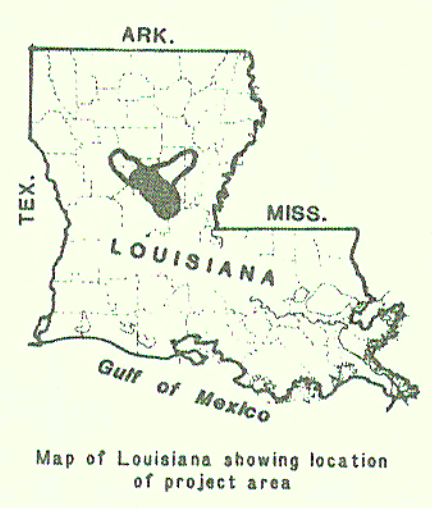 ARK.
TEX.
MISS.
LOUISIANA
Gulf of Mexico
Map of Louisiana showing location
of project area